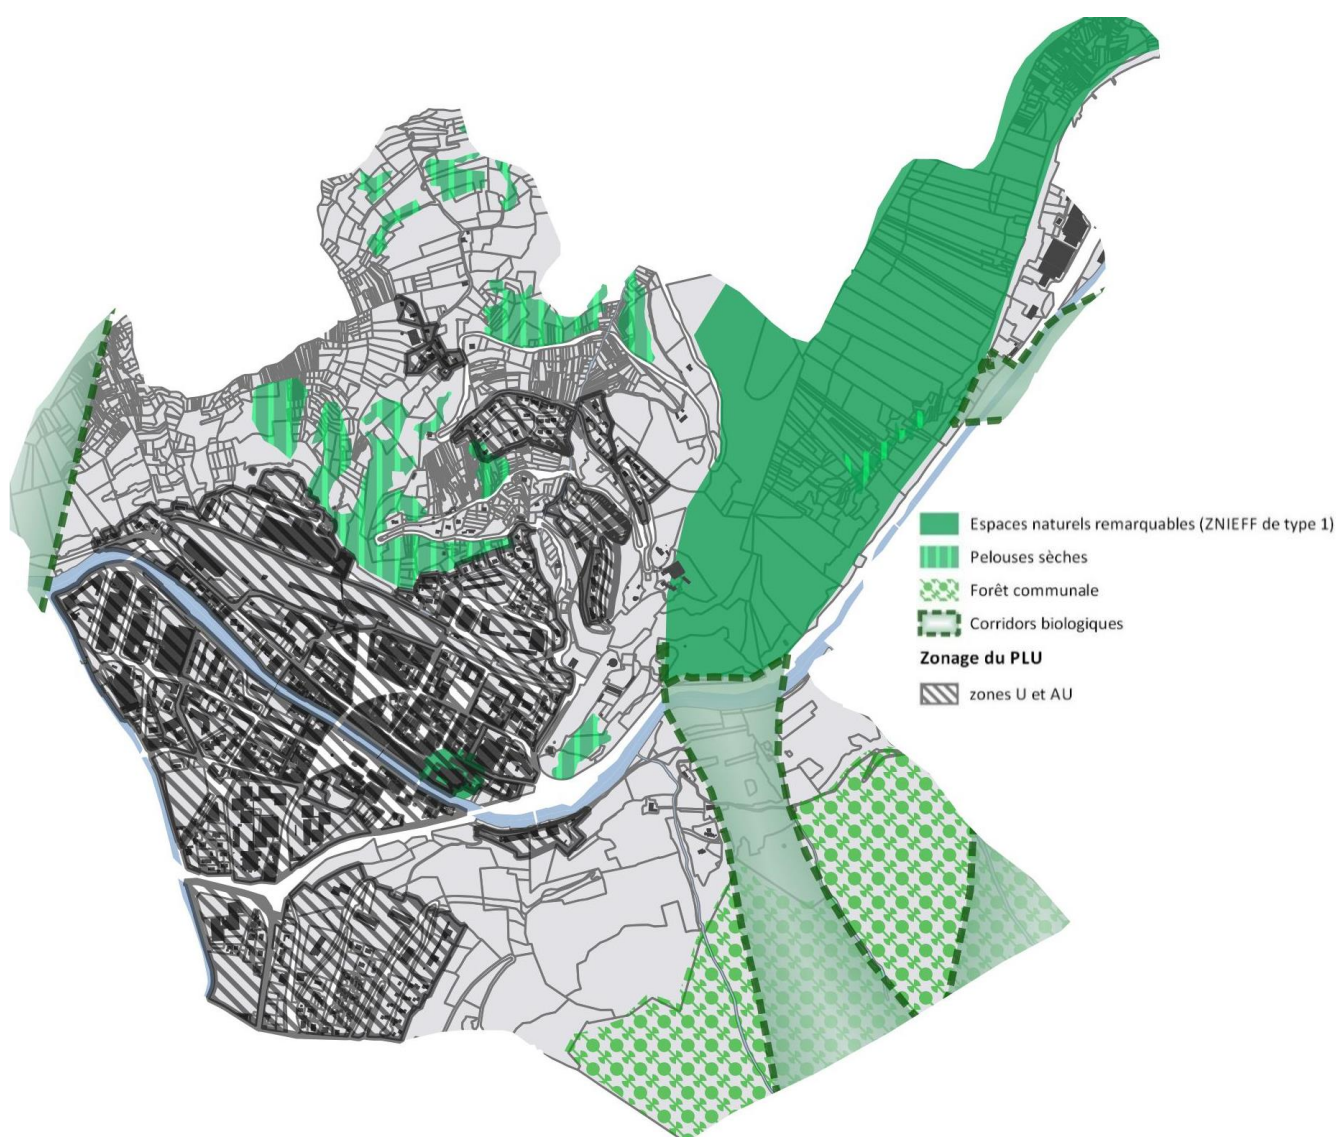 Espaces naturels remarquables (ZNIEFF de type 1)
Pelouses sèches
Forêt communale
Corridors biologiques
Zonage du PLU
zones U et AU